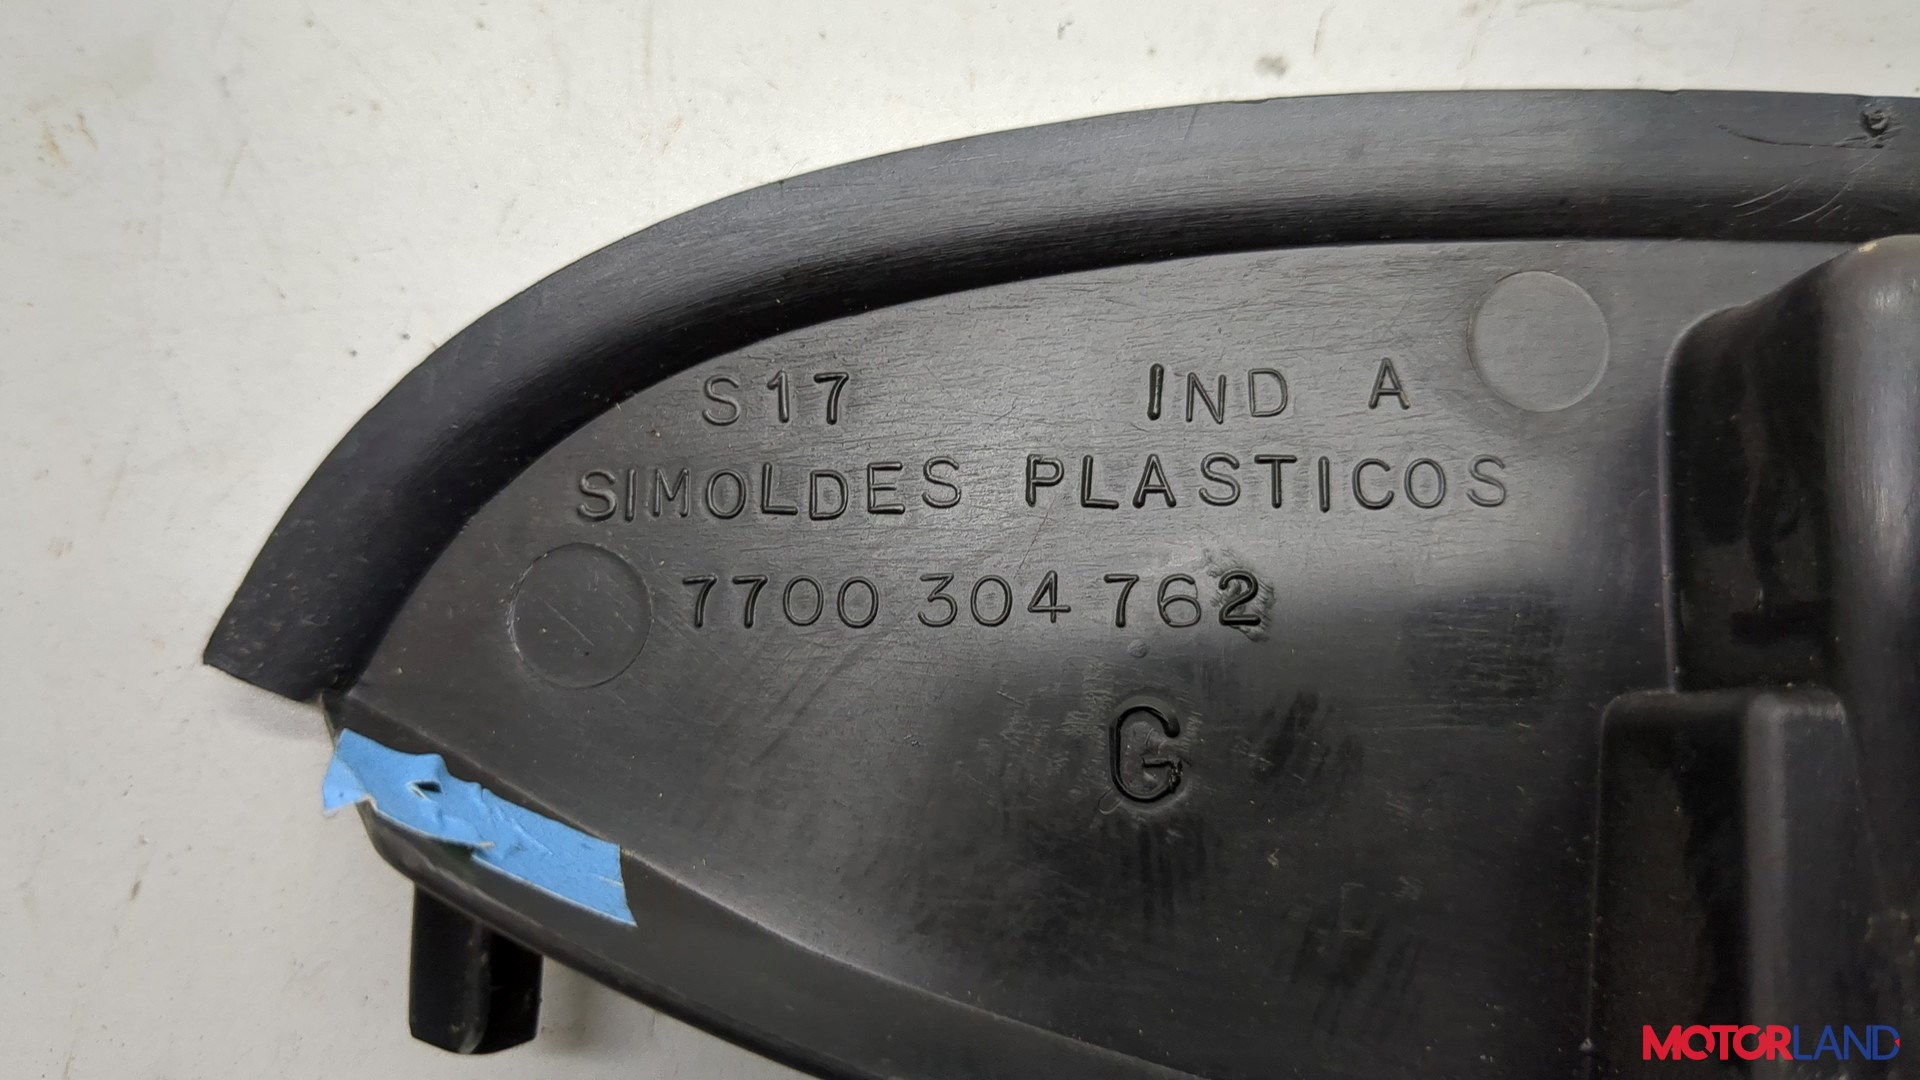 S17 IND A
SIMOLDES PLASTICOS
7700 304 762
G
MOTORLAND